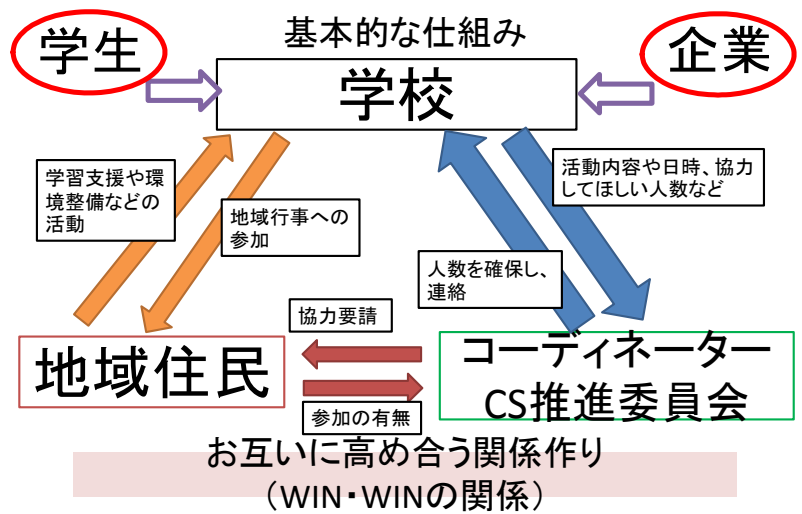 基本的な仕組み
学生
企業
学校
学習支援や環
境整備などの
活動
地域行事への
参加
活動内容や日時、協力
してほしい人数など
人数を確保し、
連絡
協力要請
地域住民
コーディネーター
CS推進委員会
参加の有無
お互いに高め合う関係作り
（WIN・WINの関係）